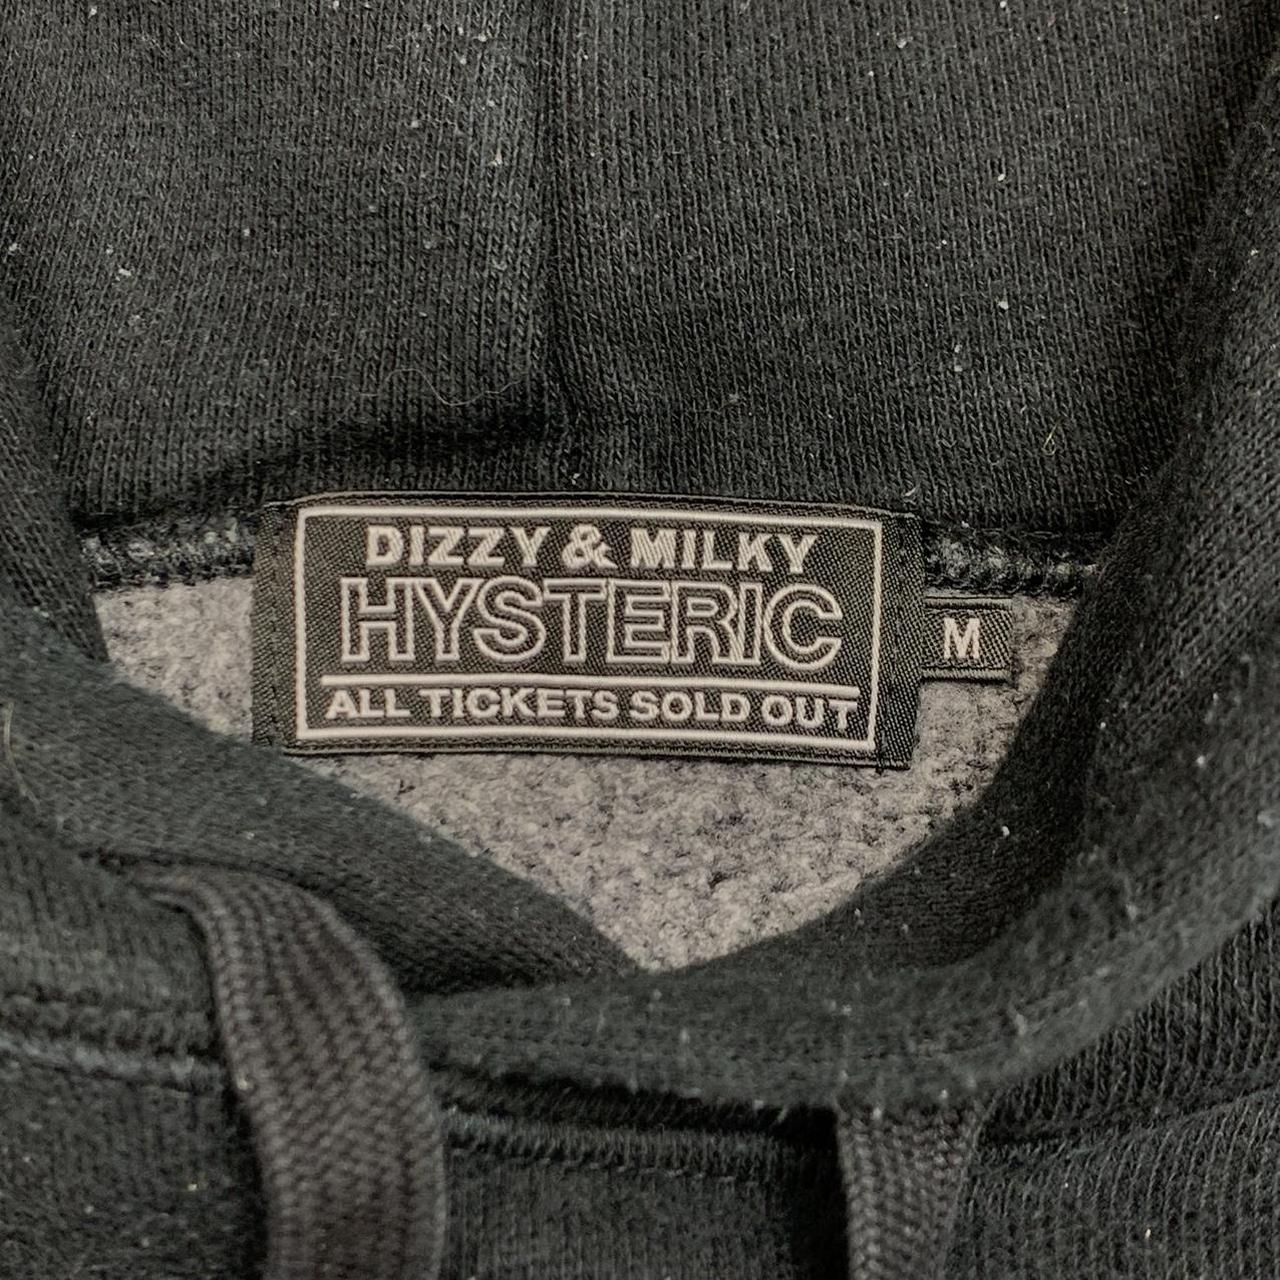 DIZZY & MILKY
HYSTERIC
ALL TICKETS SOLD OUT
M